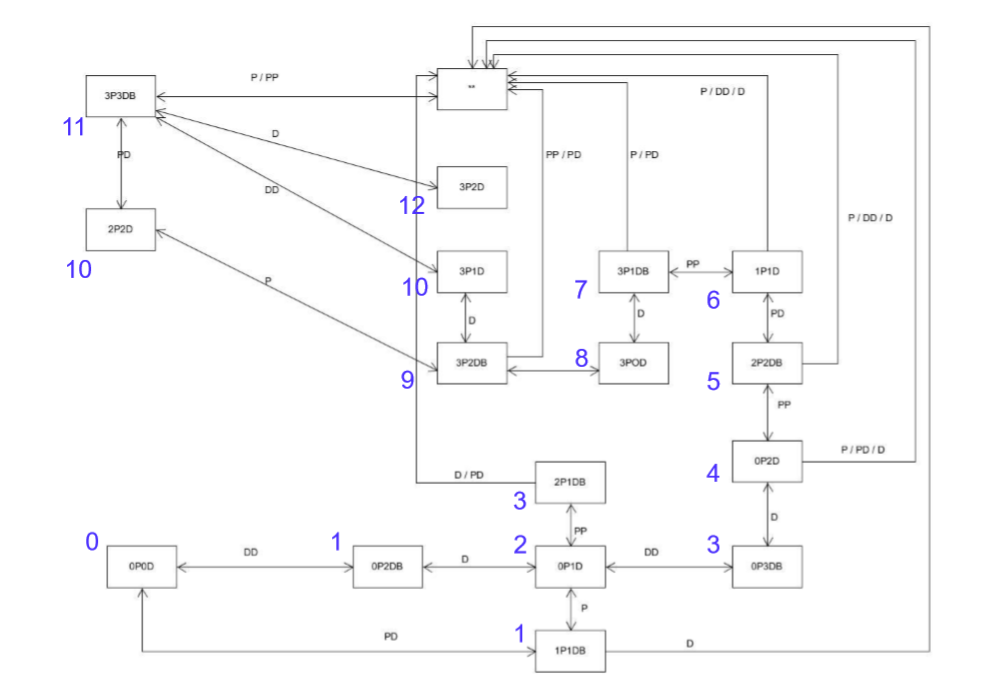 P / PP
3P3DB
**
P / DD / D
11
D
PD
PP / PD
P / PD
DD
3P2D
12
2P2D
P / DD / D
10
3P1D
3P1DB
PP
1P1D
10
7
6
P
D
D
PD
3P2DB
8
3POD
2P2DB
9
5
PP
0P2D
P / PD / D
4
D / PD
2P1DB
3
D
PP
0
1
2
3
0P0D
DD
0P2DB
D
0P1D
DD
0P3DB
P
1
PD
1P1DB
D